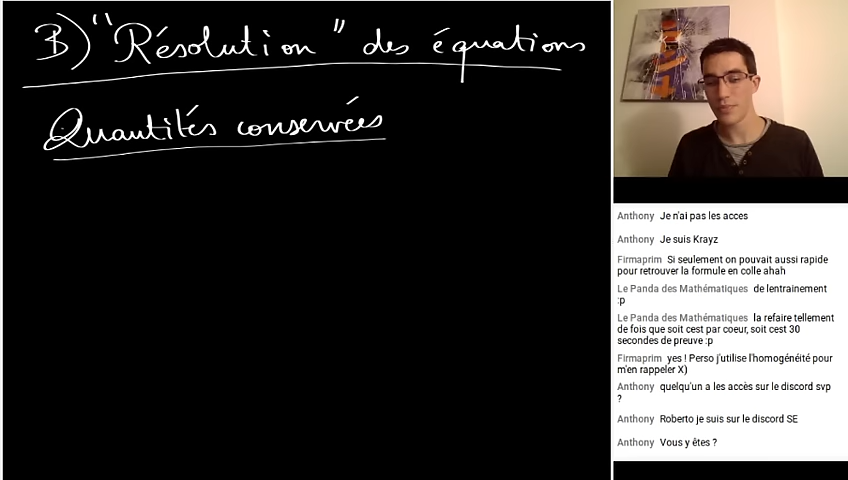 B) "Résolution" des équations
Quantités conservées
Anthony Je n'ai pas les acces
Anthony Je suis Krayz
Firmaprim Si seulement on pouvait aussi rapide
pour retrouver la formule en colle ahah
Le Panda des Mathématiques de lentrainement
:p
Le Panda des Mathématiques la refaire tellement
de fois que soit cest par coeur, soit cest 30
secondes de preuve :p
Firmaprim yes ! Perso j'utilise l'homogénéité pour
m'en rappeler X)
Anthony quelqu'un a les accès sur le discord svp
?
Anthony Roberto je suis sur le discord SE
Anthony Vous y êtes ?